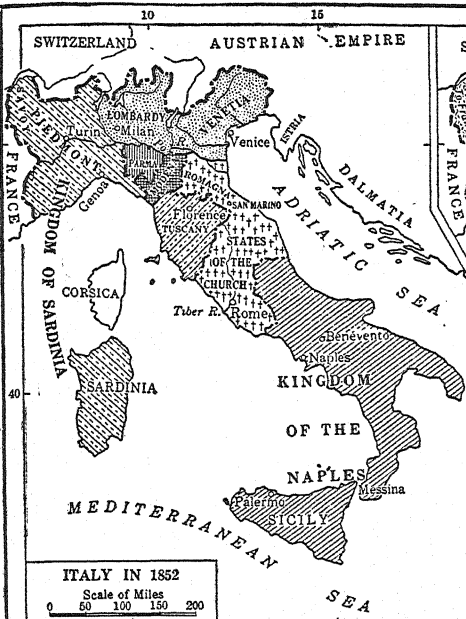 10
15
SWITZERLAND
AUSTRIAN EMPIRE
S
LOMBARDY
Milan
VENETIA
Venice
ISTRIA
SAVOY
PIEDMONT
Turin
PARMA
ROMAGNA
SAN MARINO
DALMATIA
FRANCE
FRANCE
Genoa
Florence
TUSCANY
STATES
OF THE
CHURCH
ADRIATIC
SEA
KINGDOM OF SARDINIA
CORSICA
Tiber R.
Rome
Benevento
Naples
40
SARDINIA
KINGDOM
OF THE
NAPLES
Messina
Palermo
SICILY
MEDITERRANEAN
SEA
ITALY IN 1852
Scale of Miles
0 50 100 150 200